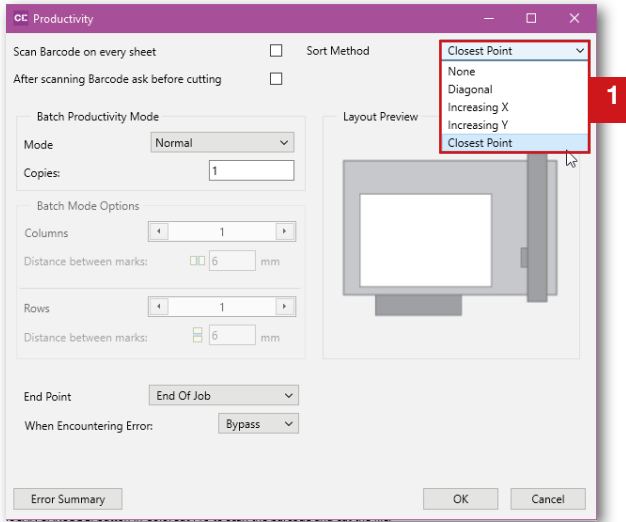 CE Productivity
Scan Barcode on every sheet
Sort Method
Closest Point
After scanning Barcode ask before cutting
None
Diagonal
Increasing X
Increasing Y
Closest Point
1
Batch Productivity Mode
Mode
Normal
Copies:
1
Layout Preview
Batch Mode Options
Columns
1
Distance between marks:
6
mm
Rows
1
Distance between marks:
6
mm
End Point
End Of Job
When Encountering Error:
Bypass
Error Summary
OK
Cancel